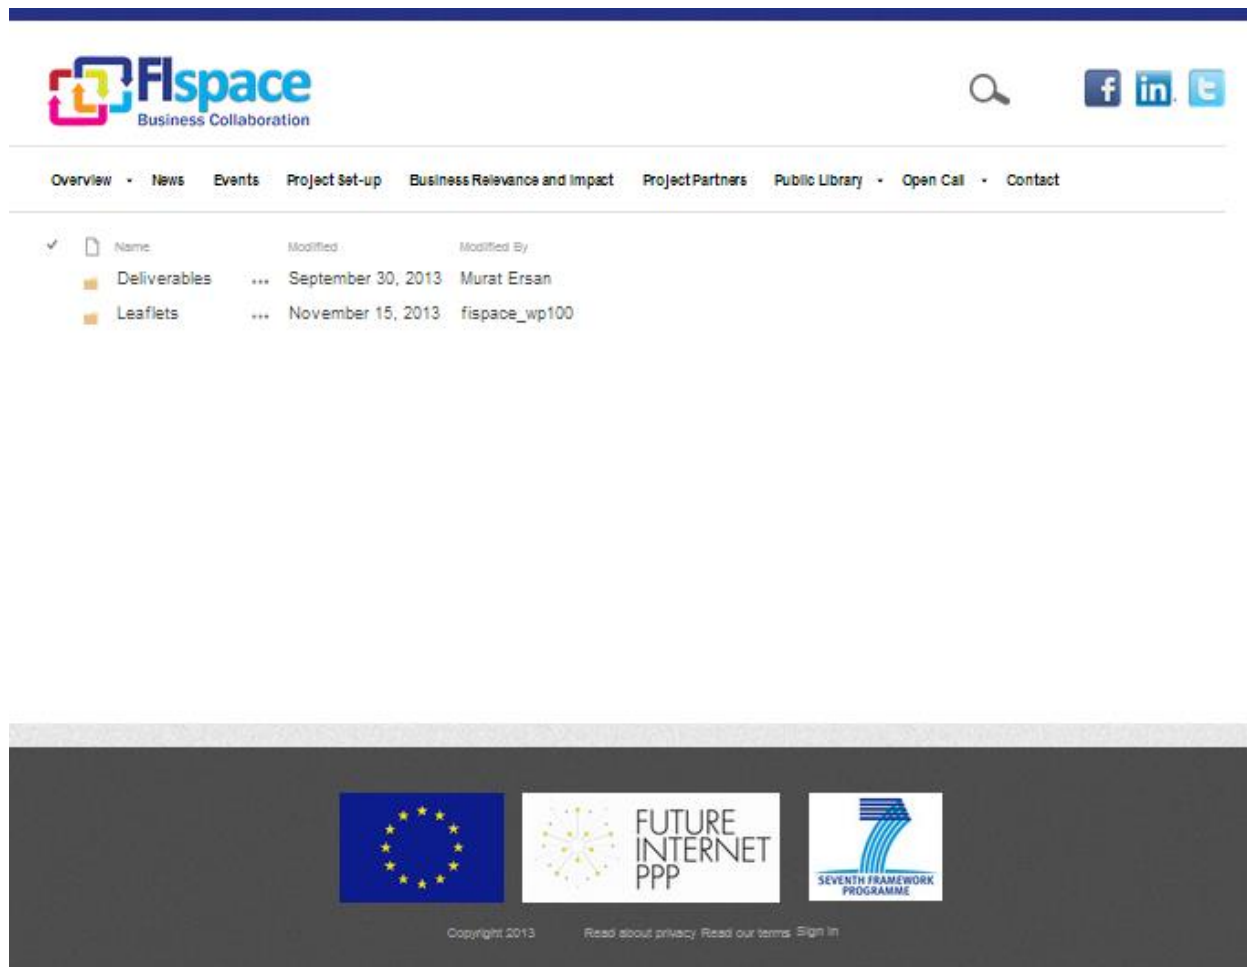 FIspace
Business Collaboration
f in. t
Overview News Events Project Set-up Business Relevance and Impact Project Partners Public Library Open Call Contact
Name Modified Modified By
Deliverables ... September 30, 2013 Murat Ersan
Leaflets ... November 15, 2013 fispace_wp100
FUTURE
INTERNET
PPP
7
SEVENTH FRAMEWORK
PROGRAMME
Copyright 2013 Read about privacy Read our terms Sign In